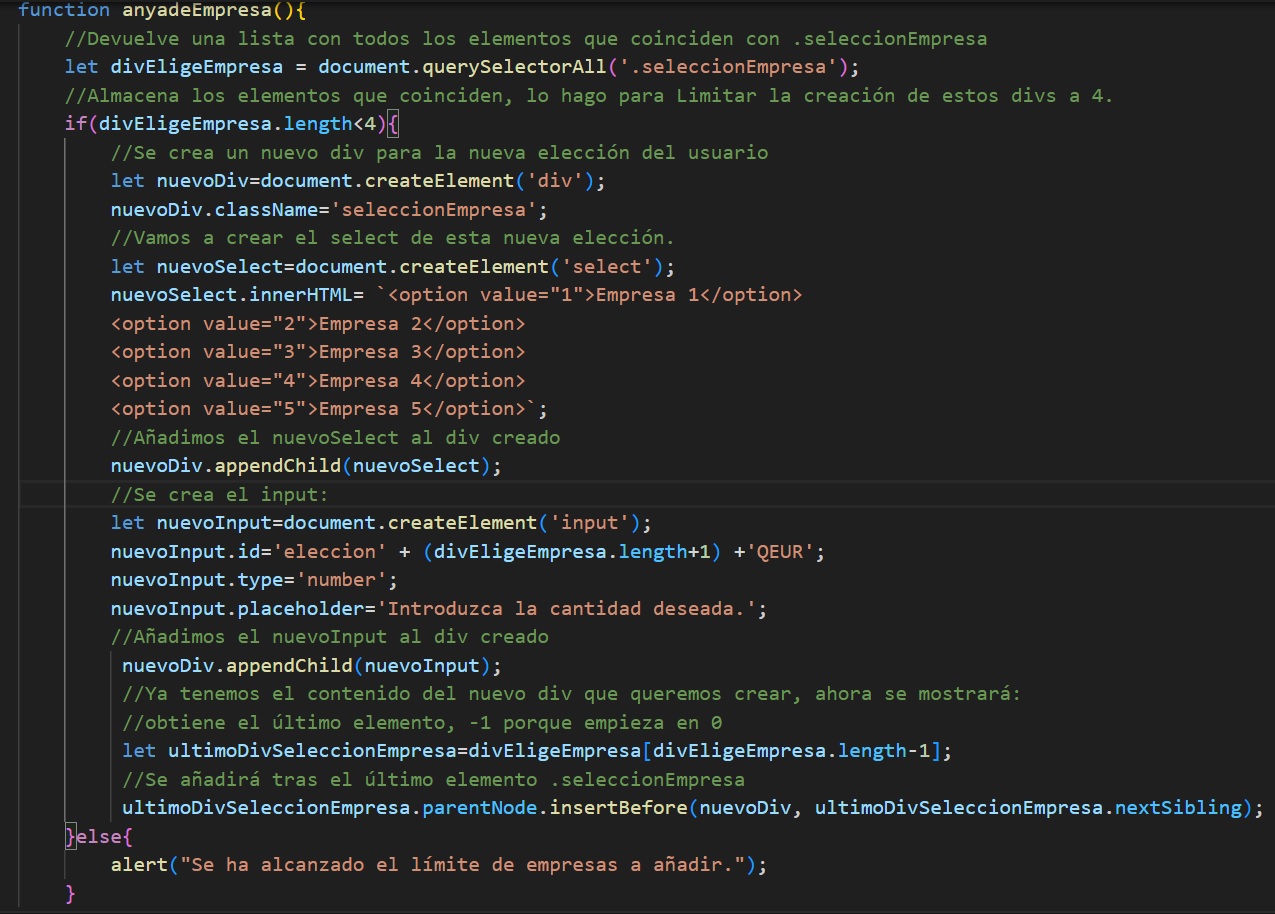 function anyadeEmpresa(){
//Devuelve una lista con todos los elementos que coinciden con .seleccionEmpresa
let divEligeEmpresa = document.querySelectorAll('.seleccionEmpresa');
//Almacena los elementos que coinciden, lo hago para Limitar la creación de estos divs a 4.
if(divEligeEmpresa.length<4){
//Se crea un nuevo div para la nueva elección del usuario
let nuevoDiv=document.createElement('div');
nuevoDiv.className='seleccionEmpresa';
//Vamos a crear el select de esta nueva elección.
let nuevoSelect=document.createElement('select');
nuevoSelect.innerHTML= `<option value="1">Empresa 1</option>
<option value="2">Empresa 2</option>
<option value="3">Empresa 3</option>
<option value="4">Empresa 4</option>
<option value="5">Empresa 5</option>`;
//Añadimos el nuevoSelect al div creado
nuevoDiv.appendChild(nuevoSelect);
//Se crea el input:
let nuevoInput=document.createElement('input');
nuevoInput.id='eleccion' + (divEligeEmpresa.length+1) +'QEUR';
nuevoInput.type='number';
nuevoInput.placeholder='Introduzca la cantidad deseada.';
//Añadimos el nuevoInput al div creado
nuevoDiv.appendChild(nuevoInput);
//Ya tenemos el contenido del nuevo div que queremos crear, ahora se mostrará:
//obtiene el último elemento, -1 porque empieza en 0
let ultimoDivSeleccionEmpresa=divEligeEmpresa[divEligeEmpresa.length-1];
//Se añadirá tras el último elemento .seleccionEmpresa
ultimoDivSeleccionEmpresa.parentNode.insertBefore(nuevoDiv, ultimoDivSeleccionEmpresa.nextSibling);
}else{
alert("Se ha alcanzado el límite de empresas a añadir.");
}